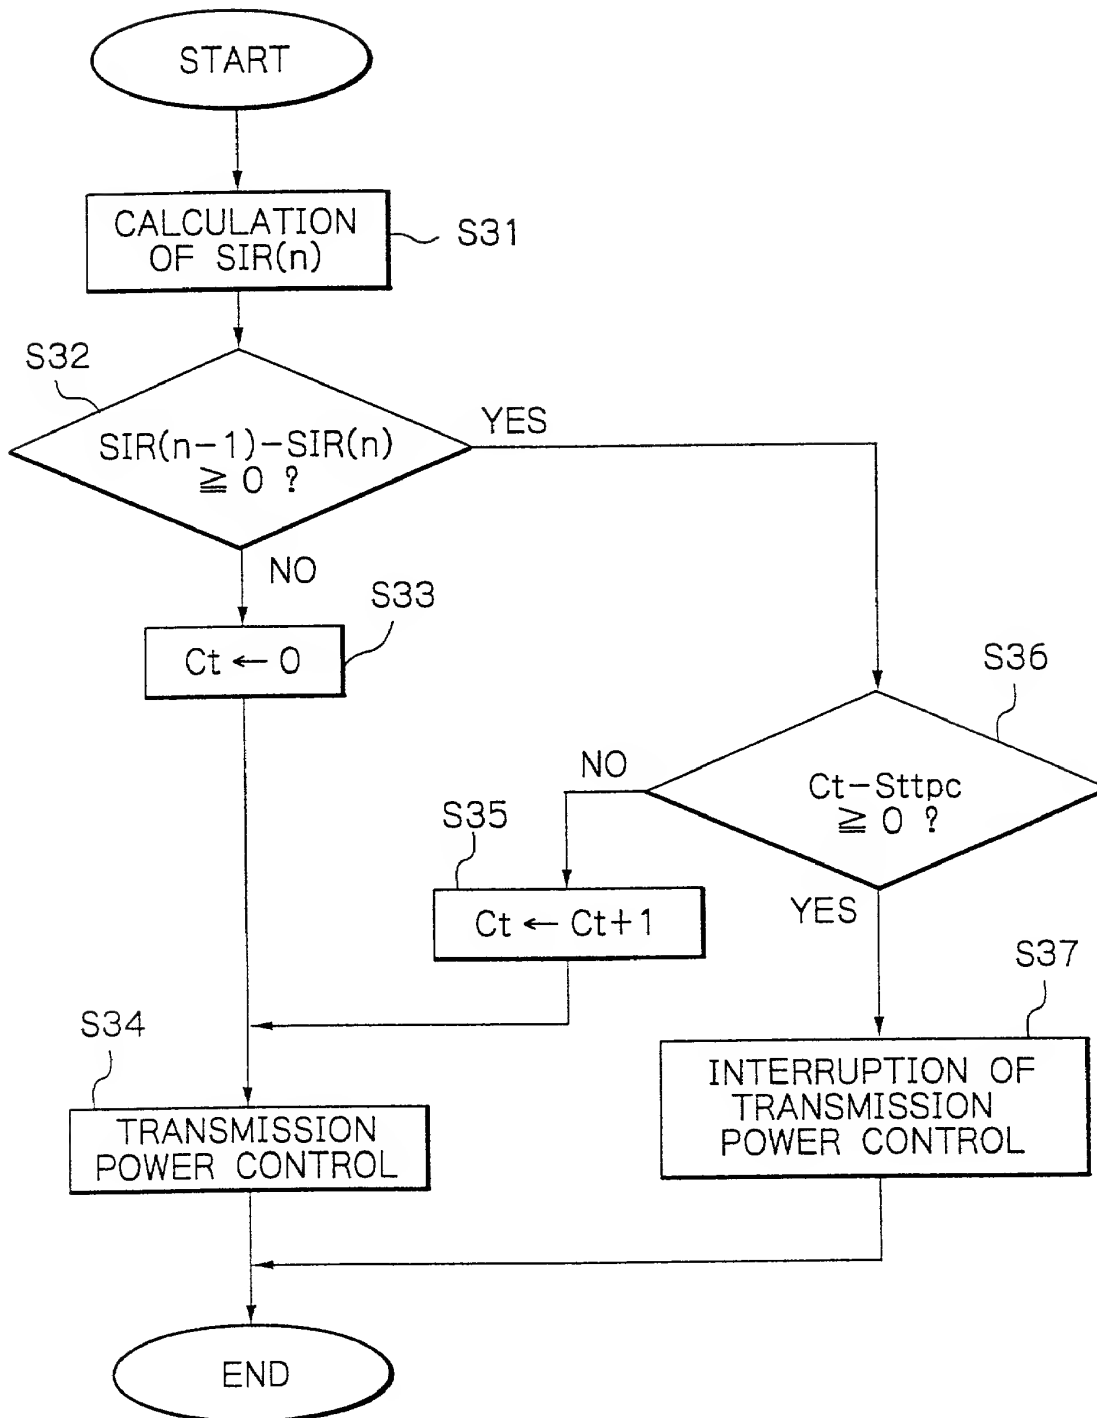 START
CALCULATION
OF SIR(n)
S31
S32
SIR(n-1)-SIR(n)
≧ 0 ?
YES
NO
S33
Ct ← 0
S36
Ct-Sttpc
≧ 0 ?
NO
S35
Ct ← Ct+1
YES
S37
INTERRUPTION OF
TRANSMISSION
POWER CONTROL
S34
TRANSMISSION
POWER CONTROL
END